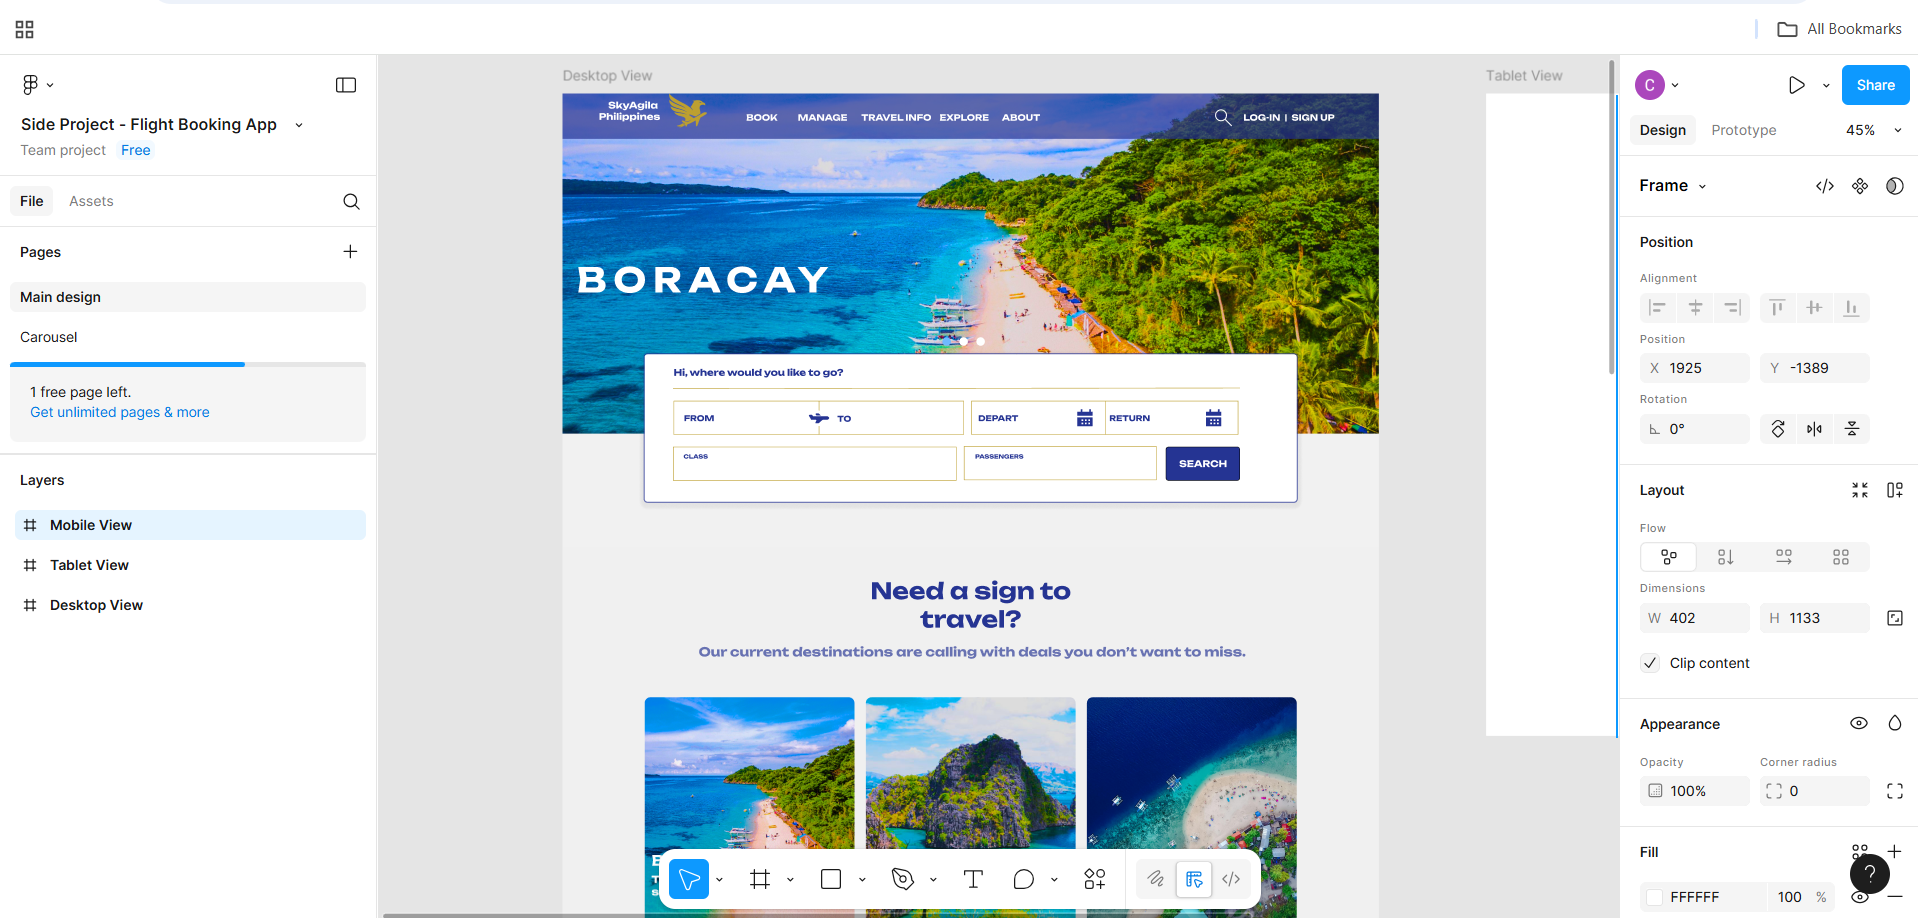 All Bookmarks
Side Project - Flight Booking App
Team project Free
File Assets
Pages
Main design
Carousel
1 free page left.
Get unlimited pages & more
Layers
Mobile View
Tablet View
Desktop View
Desktop View
Tablet View
SkyAgila
Philippines
BOOK MANAGE TRAVEL INFO EXPLORE ABOUT
LOG-IN | SIGN UP
BORACAY
Hi, where would you like to go?
FROM TO DEPART RETURN
CLASS PASSENGERS SEARCH
Need a sign to
travel?
Our current destinations are calling with deals you don't want to miss.
C
Share
Design Prototype 45%
Frame
Position
Alignment
Position
X 1925 Y -1389
Rotation
0°
Layout
Flow
Dimensions
W 402 H 1133
Clip content
Appearance
Opacity Corner radius
100% 0
Fill
FFFFFF 100 %
?